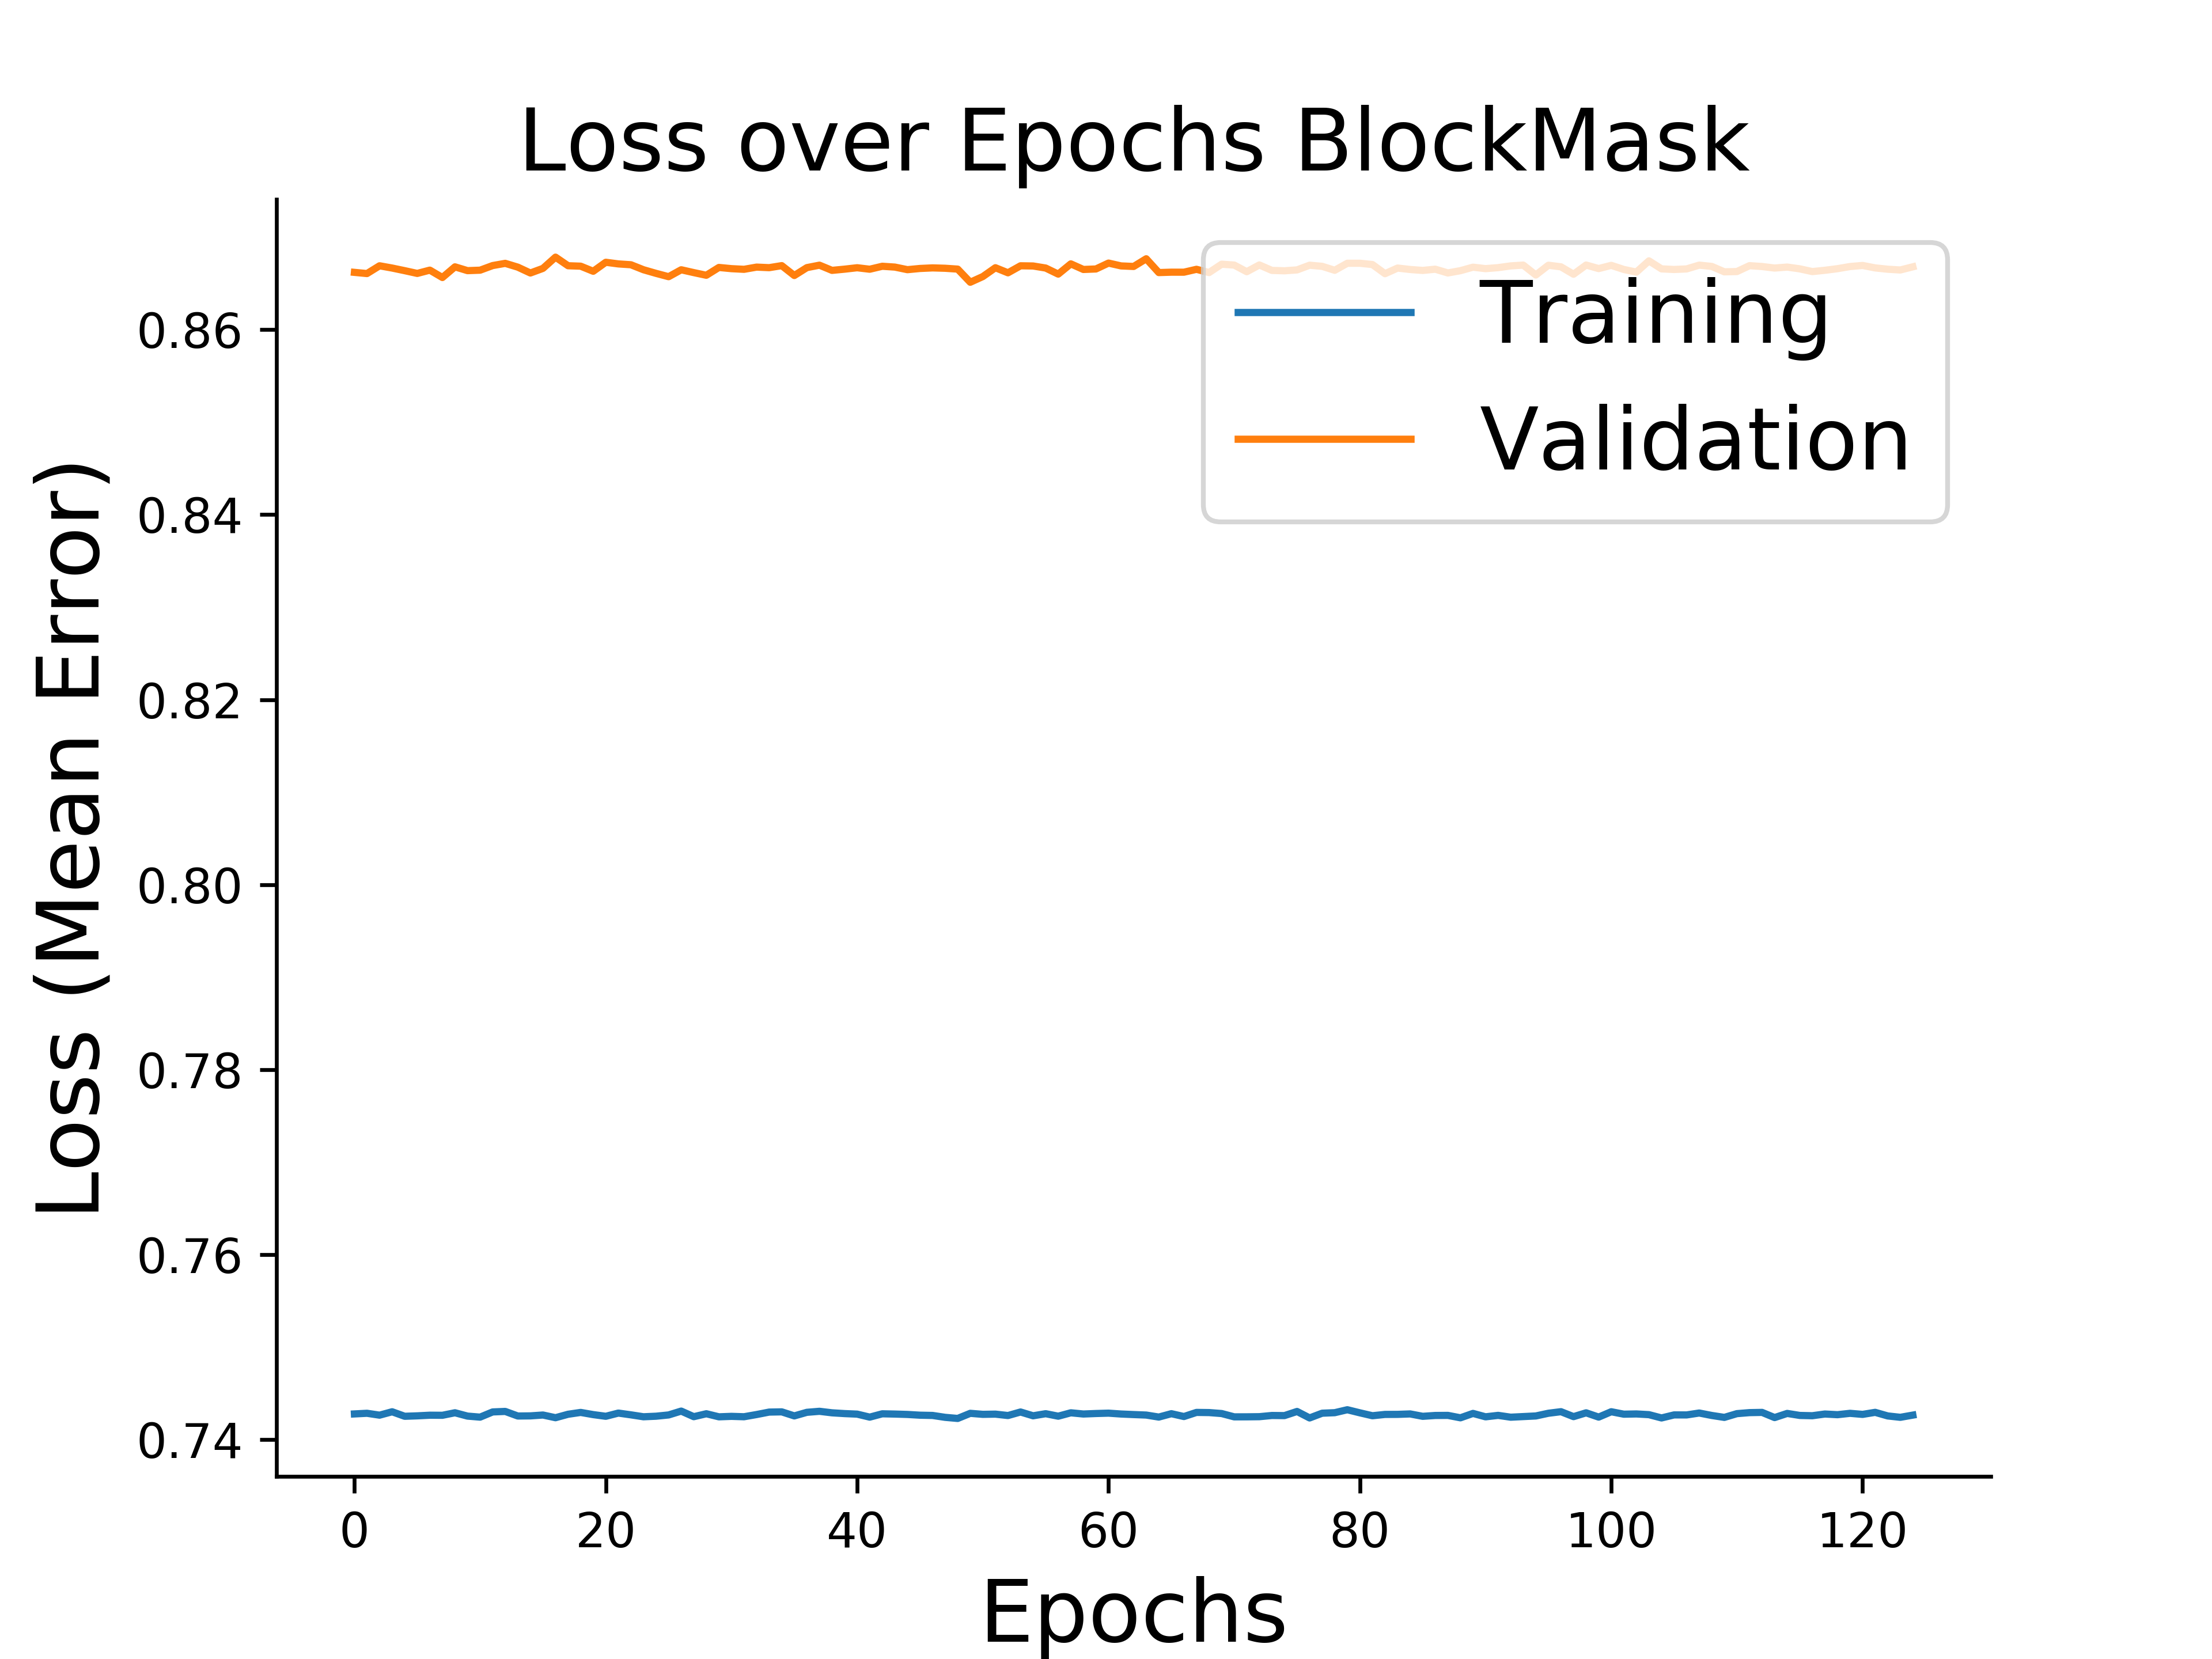 Loss over Epochs BlockMask
Training
Validation
Loss (Mean Error)
0.86
0.84
0.82
0.80
0.78
0.76
0.74
0 20 40 60 80 100 120
Epochs